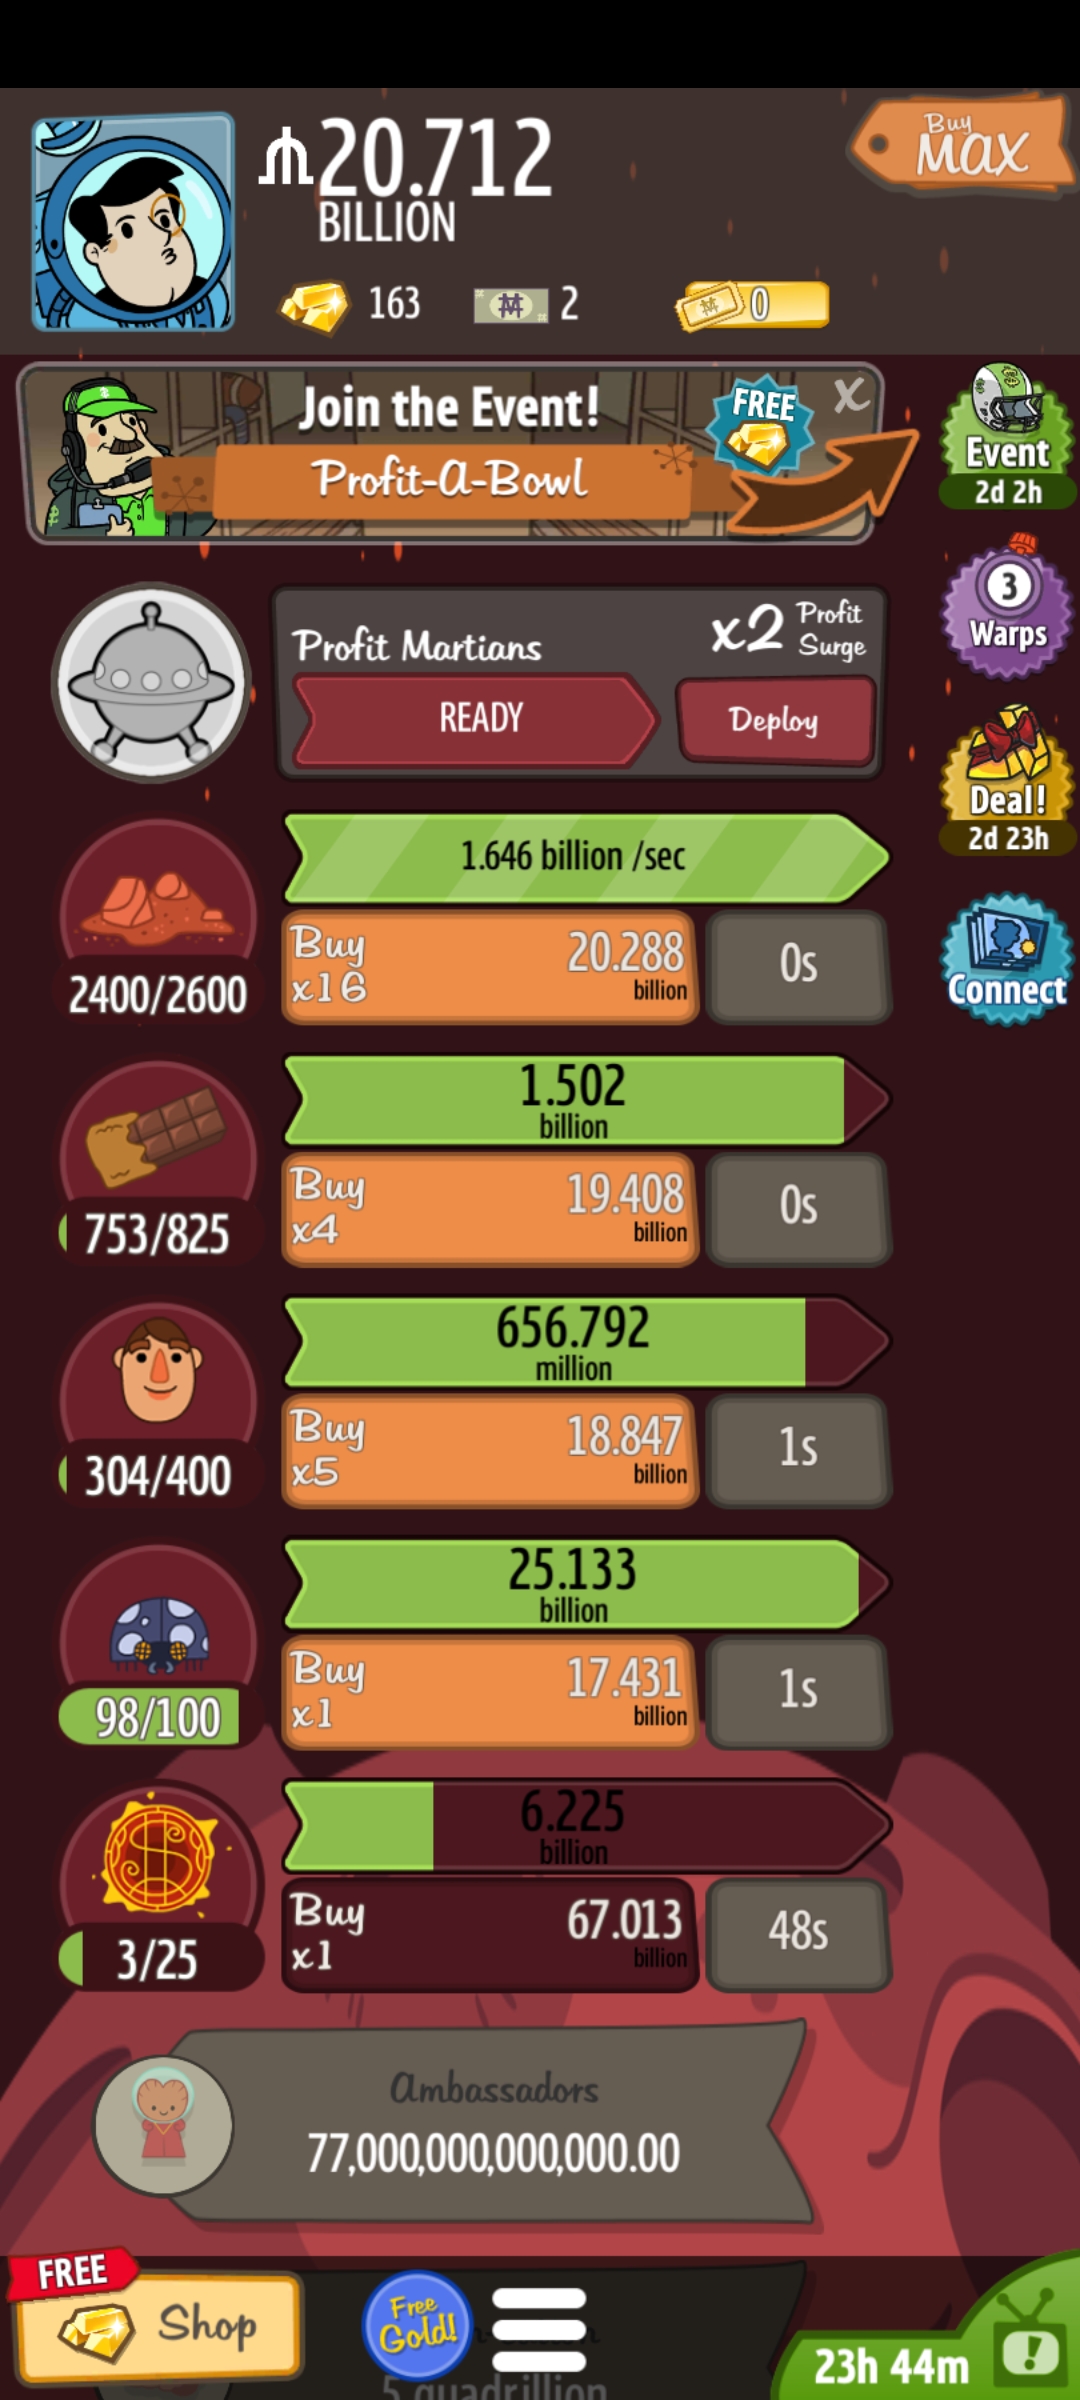 20.712
BILLION
Buy
MAX
163
2
0
Join the Event!
Profit-A-Bowl
FREE
X
Event
2d 2h
3
Warps
Deal!
2d 23h
Connect
Profit Martians
x2 Profit Surge
READY
Deploy
1.646 billion /sec
2400/2600
Buy
x16
20.288
billion
0s
1.502
billion
753/825
Buy
x4
19.408
billion
0s
656.792
million
304/400
Buy
x5
18.847
billion
1s
25.133
billion
98/100
Buy
x1
17.431
billion
1s
6.225
billion
3/25
Buy
x1
67.013
billion
48s
Ambassadors
77,000,000,000,000.00
FREE
Shop
Free
Gold!
5 quadrillion
23h 44m